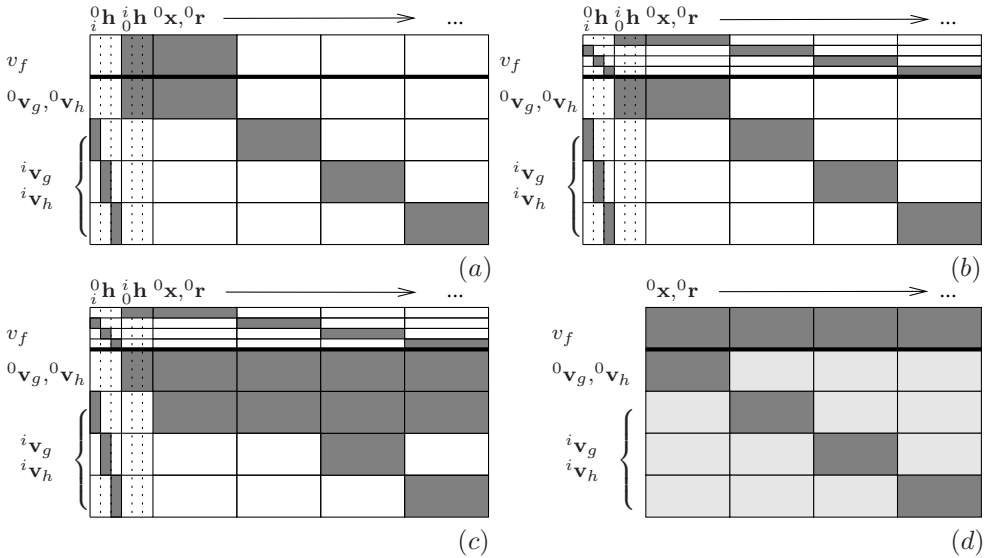 ⁰ᵢh ⁱ₀h ⁰x,⁰r ...
v_f
⁰v_g,⁰v_h
ⁱv_g
ⁱv_h
(a)
⁰ᵢh ⁱ₀h ⁰x,⁰r ...
v_f
⁰v_g,⁰v_h
ⁱv_g
ⁱv_h
(b)
⁰ᵢh ⁱ₀h ⁰x,⁰r ...
v_f
⁰v_g,⁰v_h
ⁱv_g
ⁱv_h
(c)
⁰x,⁰r ...
v_f
⁰v_g,⁰v_h
ⁱv_g
ⁱv_h
(d)